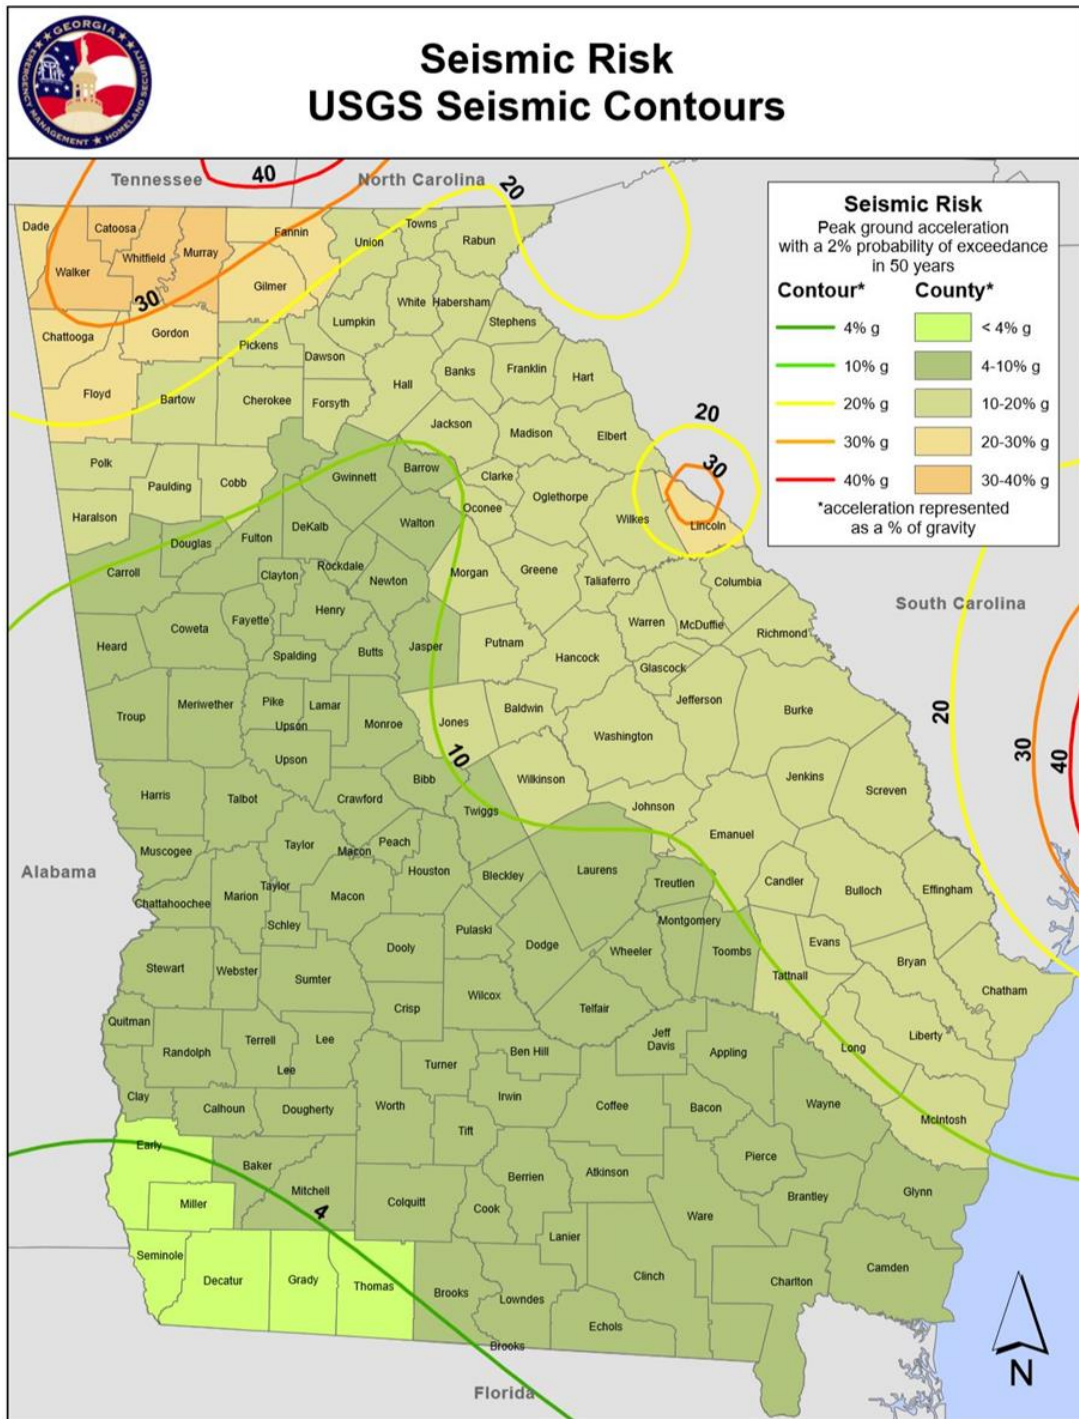 GEORGIA
EMERGENCY MANAGEMENT ★ HOMELAND SECURITY
Seismic Risk
USGS Seismic Contours
Tennessee
40
North Carolina
20
Seismic Risk
Peak ground acceleration
with a 2% probability of exceedance
in 50 years
Contour*
County*
4% g
< 4% g
10% g
4-10% g
20% g
10-20% g
30% g
20-30% g
40% g
30-40% g
*acceleration represented
as a % of gravity
Dade
Catoosa
Fannin
Towns
Union
Rabun
Whitfield
Murray
Walker
Gilmer
30
White
Habersham
Lumpkin
Stephens
Chattooga
Gordon
Pickens
Dawson
Banks
Franklin
Hart
Hall
Floyd
Bartow
Cherokee
Forsyth
20
Jackson
Madison
Elbert
Polk
Gwinnett
Barrow
30
Paulding
Cobb
Clarke
Oglethorpe
Oconee
Haralson
Walton
Wilkes
Lincoln
DeKalb
Fulton
Douglas
Carroll
Clayton
Rockdale
Newton
Morgan
Greene
Taliaferro
Columbia
South Carolina
Henry
Fayette
Coweta
Warren
McDuffie
Richmond
Heard
Spalding
Butts
Jasper
Putnam
Hancock
Glascock
Troup
Meriwether
Pike
Lamar
Jefferson
Upson
Monroe
Jones
Baldwin
Burke
20
Washington
10
30
40
Upson
Bibb
Wilkinson
Jenkins
Screven
Harris
Talbot
Crawford
Twiggs
Johnson
Emanuel
Muscogee
Taylor
Macon
Peach
Alabama
Houston
Bleckley
Laurens
Treutlen
Candler
Bulloch
Effingham
Chattahoochee
Marion
Taylor
Macon
Schley
Pulaski
Montgomery
Dooly
Dodge
Wheeler
Toombs
Evans
Bryan
Stewart
Webster
Sumter
Tattnall
Chatham
Wilcox
Crisp
Telfair
Quitman
Liberty
Randolph
Terrell
Lee
Jeff
Davis
Long
Ben Hill
Appling
Turner
Lee
Clay
Irwin
Calhoun
Dougherty
Worth
Coffee
Bacon
Wayne
McIntosh
Early
Tift
Baker
Pierce
Mitchell
Berrien
Atkinson
Brantley
Glynn
Miller
Colquitt
Cook
4
Ware
Lanier
Seminole
Decatur
Grady
Thomas
Clinch
Charlton
Camden
Brooks
Lowndes
Echols
Brooks
N
Florida